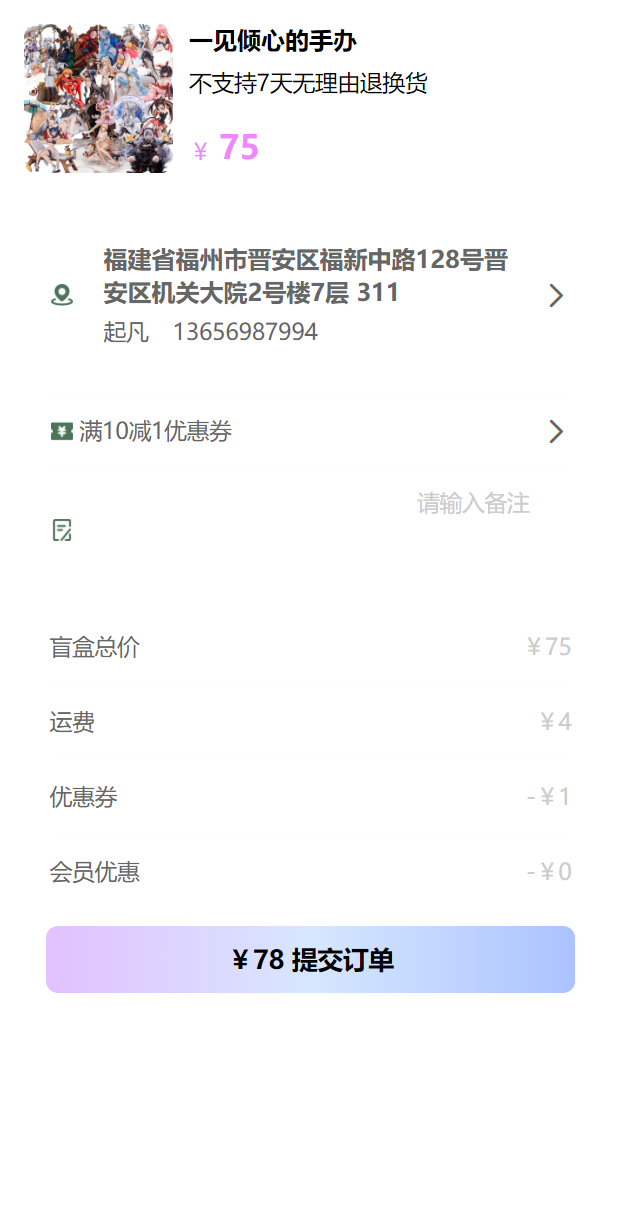 一见倾心的手办
不支持7天无理由退换货
¥ 75
福建省福州市晋安区福新中路128号晋
安区机关大院2号楼7层 311
起凡 13656987994
满10减1优惠券
请输入备注
盲盒总价 ¥75
运费 ¥4
优惠券 -¥1
会员优惠 -¥0
¥78 提交订单